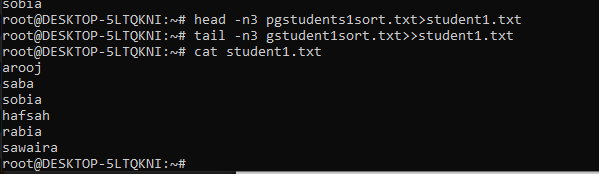 sobia
root@DESKTOP-5LTQKNI:~# head -n3 pgstudents1sort.txt>student1.txt
root@DESKTOP-5LTQKNI:~# tail -n3 gstudent1sort.txt>>student1.txt
root@DESKTOP-5LTQKNI:~# cat student1.txt
arooj
saba
sobia
hafsah
rabia
sawaira
root@DESKTOP-5LTQKNI:~#